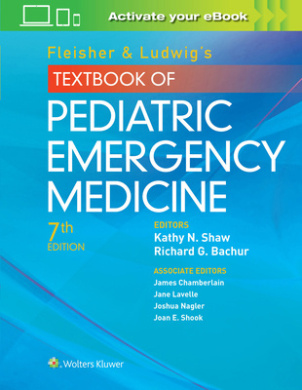 Activate your eBook
Fleisher & Ludwig's
TEXTBOOK OF
PEDIATRIC
EMERGENCY
MEDICINE
7th
EDITION
EDITORS
Kathy N. Shaw
Richard G. Bachur
ASSOCIATE EDITORS
James Chamberlain
Jane Lavelle
Joshua Nagler
Joan E. Shook
Wolters Kluwer